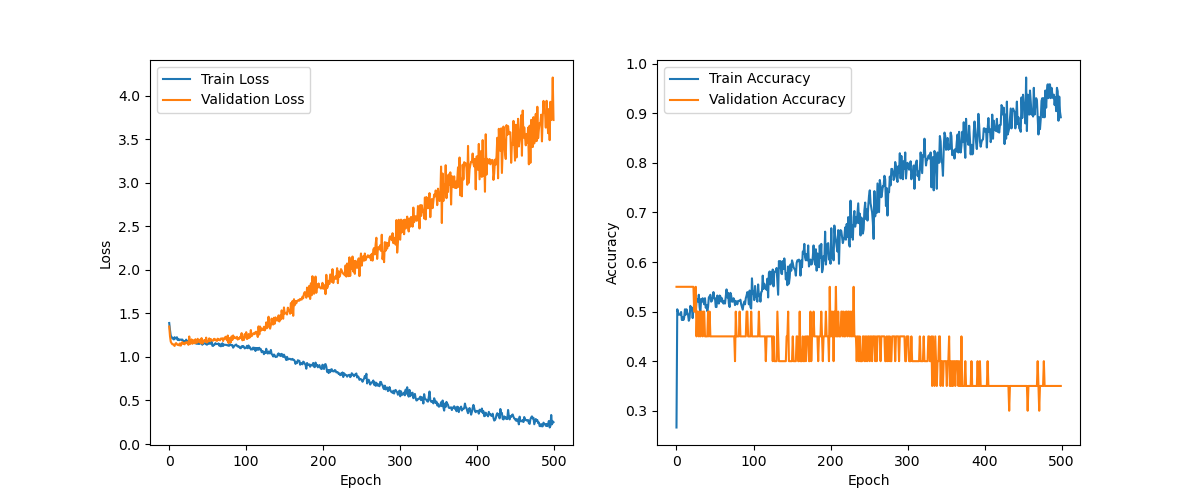 Train Loss
Validation Loss
4.0
3.5
3.0
2.5
2.0
1.5
1.0
0.5
0.0
Loss
0 100 200 300 400 500
Epoch
Train Accuracy
Validation Accuracy
1.0
0.9
0.8
0.7
0.6
0.5
0.4
0.3
Accuracy
0 100 200 300 400 500
Epoch